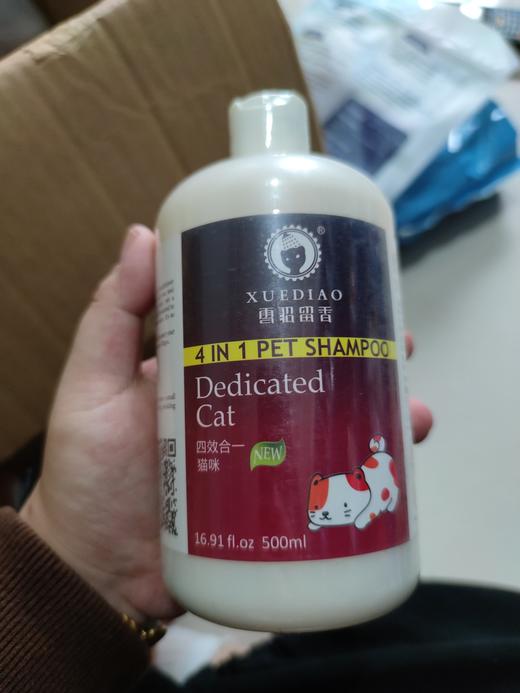 ®
XUEDIAO
雪貂留香
4 IN 1 PET SHAMPOO
Dedicated
Cat
四效合一
猫咪
NEW
16.91 fl.oz 500ml